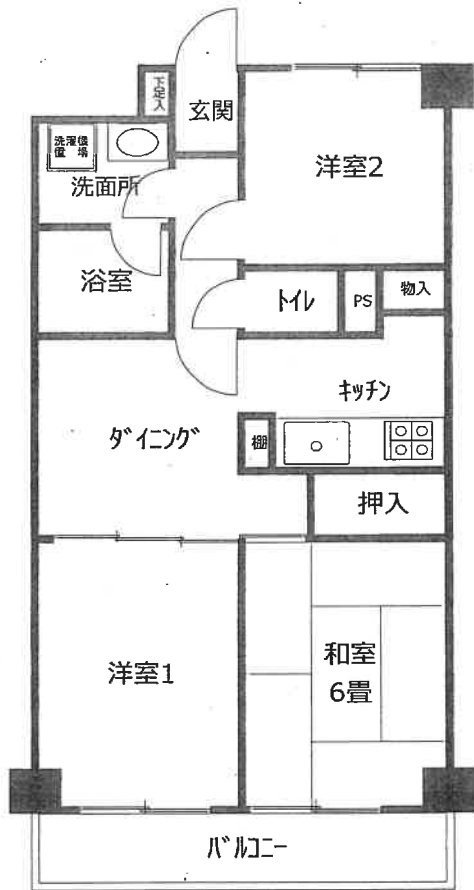 下足入
玄関
洗濯機
置場
洗面所
洋室2
浴室
トイレ
PS
物入
キッチン
ダイニング
棚
押入
洋室1
和室
6畳
バルコニー